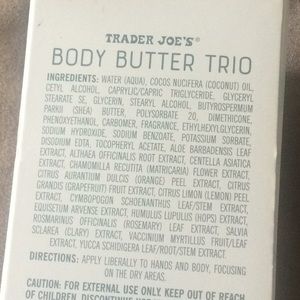 TRADER JOE'S®
BODY BUTTER TRIO
INGREDIENTS: WATER (AQUA), COCOS NUCIFERA (COCONUT) OIL,
CETYL ALCOHOL, CAPRYLIC/CAPRIC TRIGLYCERIDE, GLYCERYL
STEARATE SE, GLYCERIN, STEARYL ALCOHOL, BUTYROSPERMUM
PARKII (SHEA) BUTTER, POLYSORBATE 20, DIMETHICONE,
PHENOXYETHANOL, CARBOMER, FRAGRANCE, ETHYLHEXYLGLYCERIN,
SODIUM HYDROXIDE, SODIUM BENZOATE, POTASSIUM SORBATE,
DISODIUM EDTA, TOCOPHERYL ACETATE, ALOE BARBADENSIS LEAF
EXTRACT, ALTHAEA OFFICINALIS ROOT EXTRACT, CENTELLA ASIATICA
EXTRACT, CHAMOMILLA RECUTITA (MATRICARIA) FLOWER EXTRACT,
CITRUS AURANTIUM DULCIS (ORANGE) PEEL EXTRACT, CITRUS
GRANDIS (GRAPEFRUIT) FRUIT EXTRACT, CITRUS LIMON (LEMON) PEEL
EXTRACT, CYMBOPOGON SCHOENANTHUS LEAF/STEM EXTRACT,
EQUISETUM ARVENSE EXTRACT, HUMULUS LUPULUS (HOPS) EXTRACT,
ROSMARINUS OFFICINALIS (ROSEMARY) LEAF EXTRACT, SALVIA
SCLAREA (CLARY) EXTRACT, VACCINIUM MYRTILLUS FRUIT/LEAF
EXTRACT, YUCCA SCHIDIGERA LEAF/ROOT/STEM EXTRACT.
DIRECTIONS: APPLY LIBERALLY TO HANDS AND BODY, FOCUSING
ON THE DRY AREAS.
CAUTION: FOR EXTERNAL USE ONLY. KEEP OUT OF REACH
OF CHILDREN. DISCONTINUE